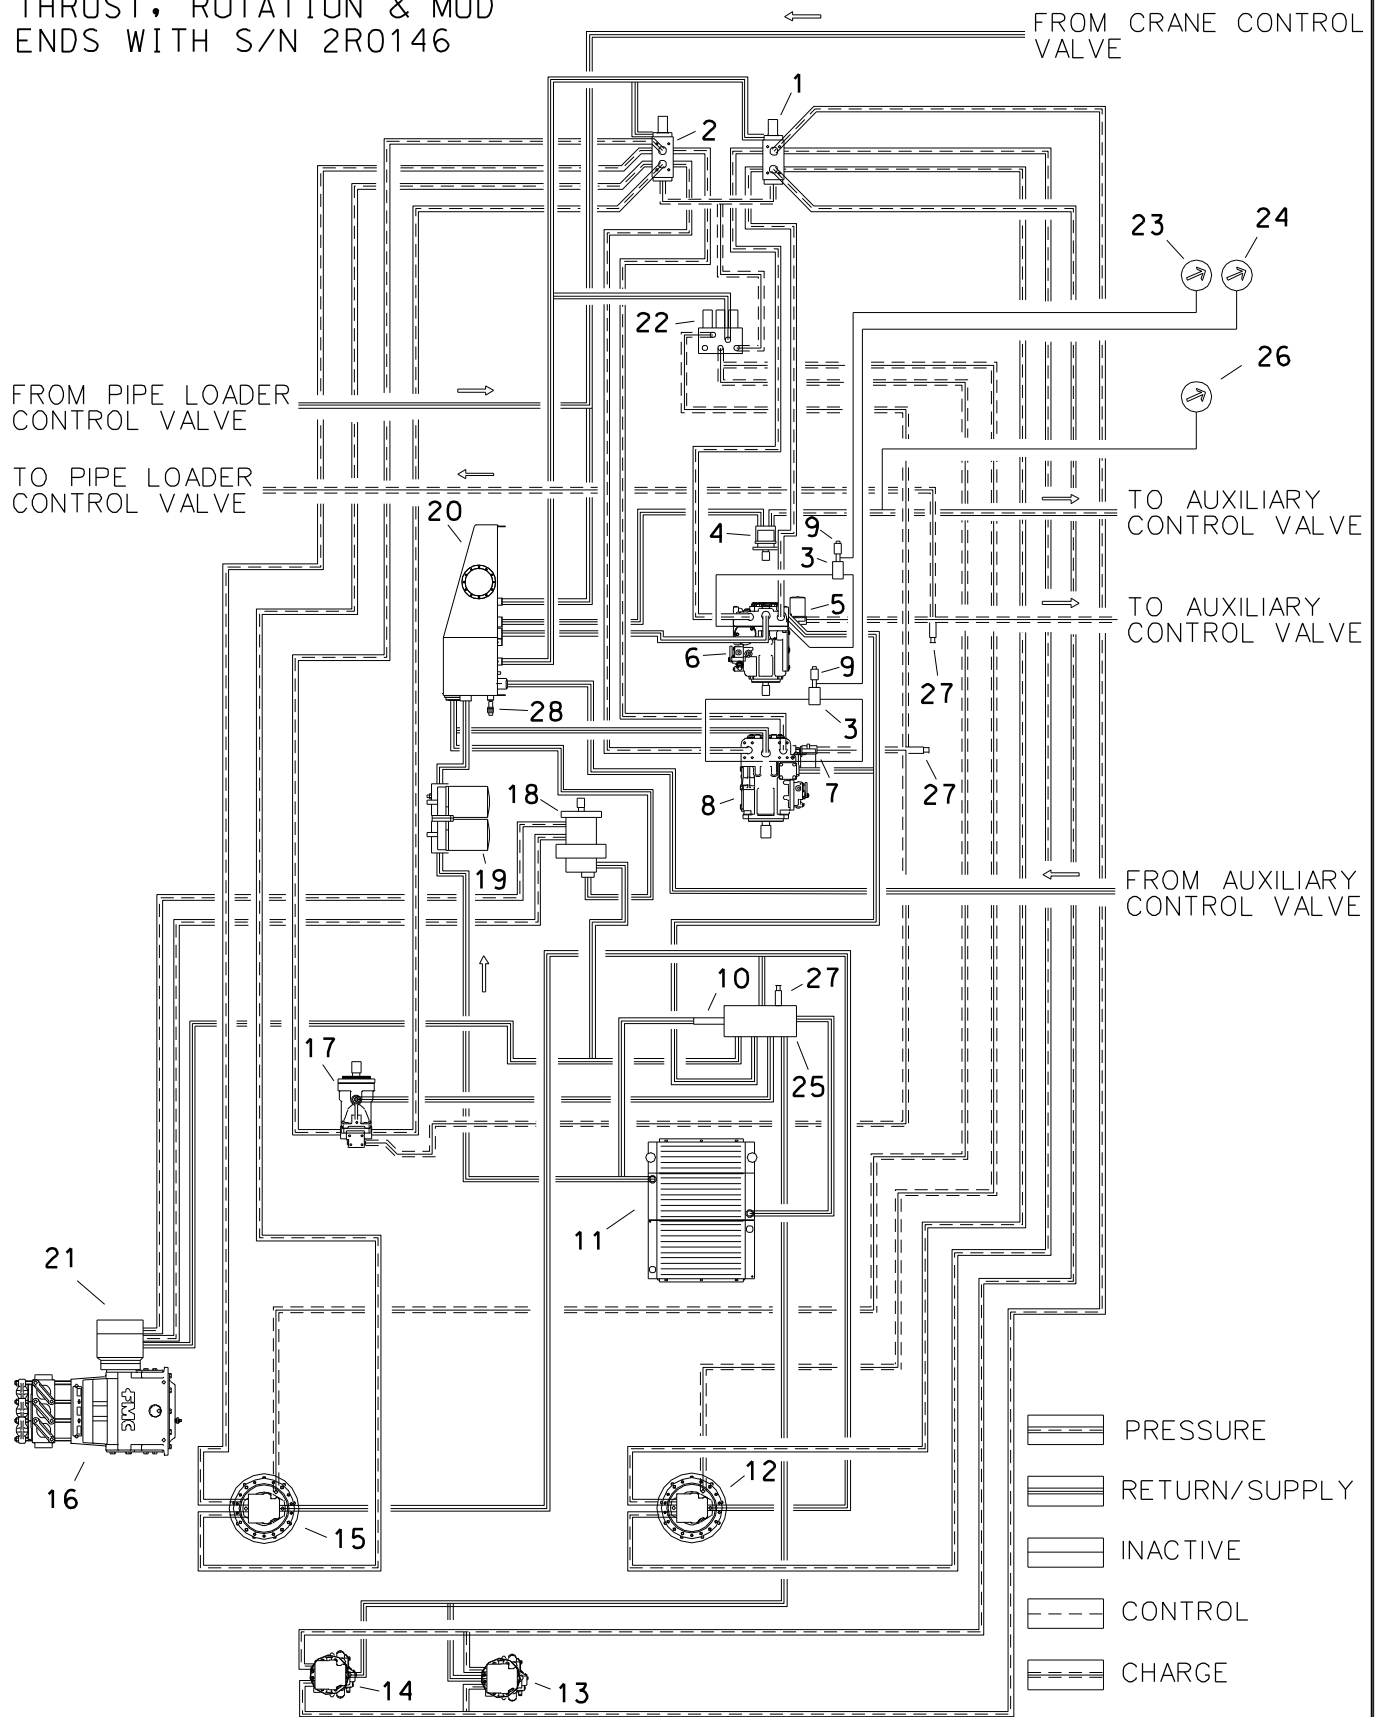 THRUST, ROTATION & MUD
ENDS WITH S/N 2R0146
FROM CRANE CONTROL
VALVE
1
2
23
24
22
26
FROM PIPE LOADER
CONTROL VALVE
TO PIPE LOADER
CONTROL VALVE
TO AUXILIARY
CONTROL VALVE
20
4
9
3
5
TO AUXILIARY
CONTROL VALVE
6
9
27
28
3
7
27
8
18
19
FROM AUXILIARY
CONTROL VALVE
10
27
17
25
11
21
FMC
16
12
15
14
13
PRESSURE
RETURN/SUPPLY
INACTIVE
CONTROL
CHARGE